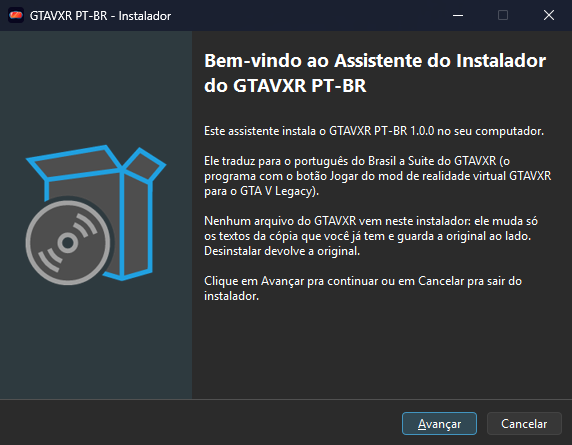 GTAVXR PT-BR - Instalador
Bem-vindo ao Assistente do Instalador
do GTAVXR PT-BR
Este assistente instala o GTAVXR PT-BR 1.0.0 no seu computador.
Ele traduz para o português do Brasil a Suite do GTAVXR (o
programa com o botão Jogar do mod de realidade virtual GTAVXR
para o GTA V Legacy).
Nenhum arquivo do GTAVXR vem neste instalador: ele muda só
os textos da cópia que você já tem e guarda a original ao lado.
Desinstalar devolve a original.
Clique em Avançar pra continuar ou em Cancelar pra sair do
instalador.
Avançar
Cancelar